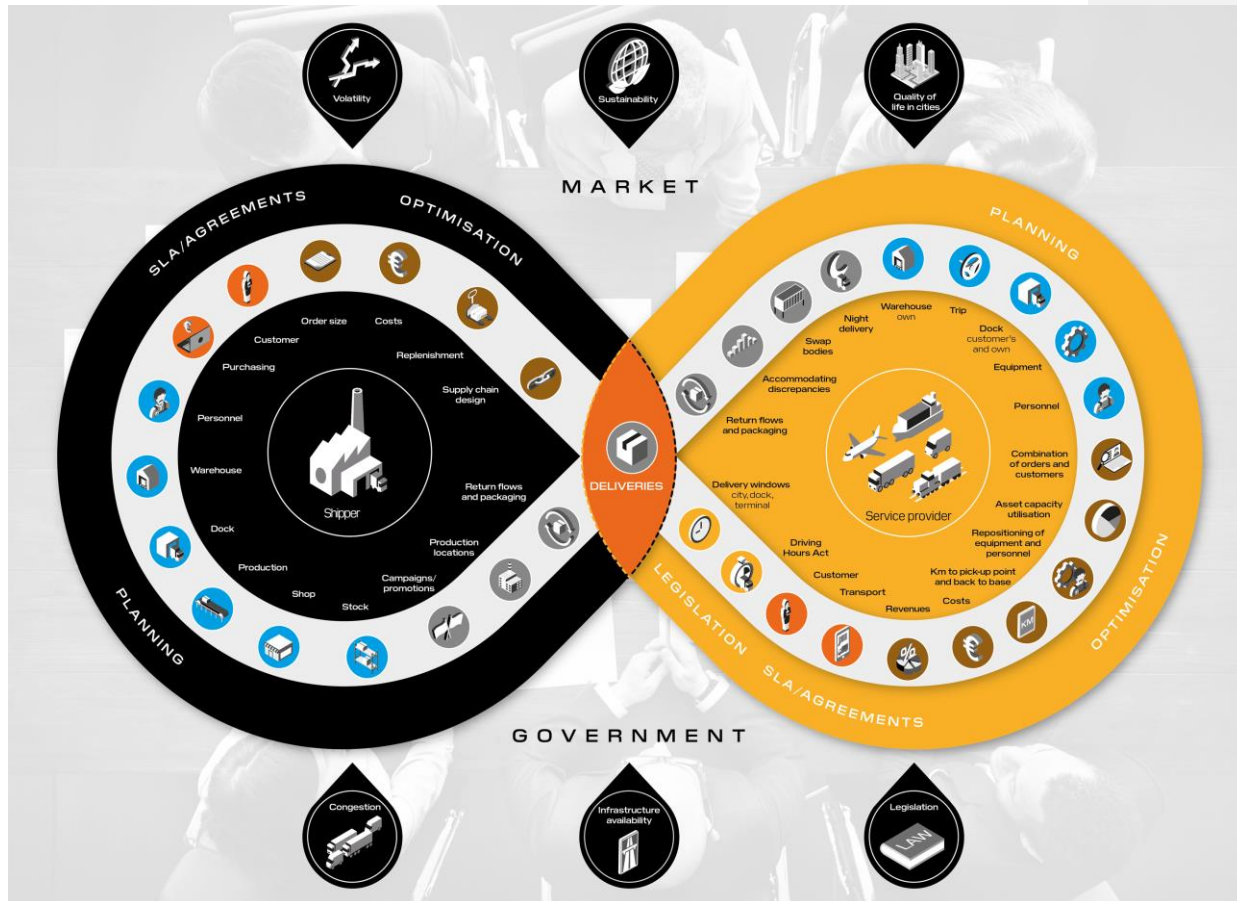 Volatility
Sustainability
Quality of
life in cities
MARKET
SLA/AGREEMENTS
OPTIMISATION
PLANNING
Order size
Costs
Customer
Replenishment
Purchasing
Supply chain
design
Personnel
Warehouse
Return flows
and packaging
Dock
Production
locations
Production
Campaigns/
promotions
Shop
Stock
Shipper
€
€
DELIVERIES
PLANNING
OPTIMISATION
LEGISLATION
SLA/AGREEMENTS
Night
delivery
Warehouse
own
Trip
Swap
bodies
Dock
customer's
and own
Equipment
Accommodating
discrepancies
Personnel
Return flows
and packaging
Combination
of orders and
customers
Delivery windows
city, dock,
terminal
Service provider
Asset capacity
utilisation
Driving
Hours Act
Repositioning of
equipment and
personnel
Customer
Km to pick-up point
and back to base
Transport
Revenues
Costs
%
€
KM
GOVERNMENT
Congestion
Infrastructure
availability
Legislation
LAW